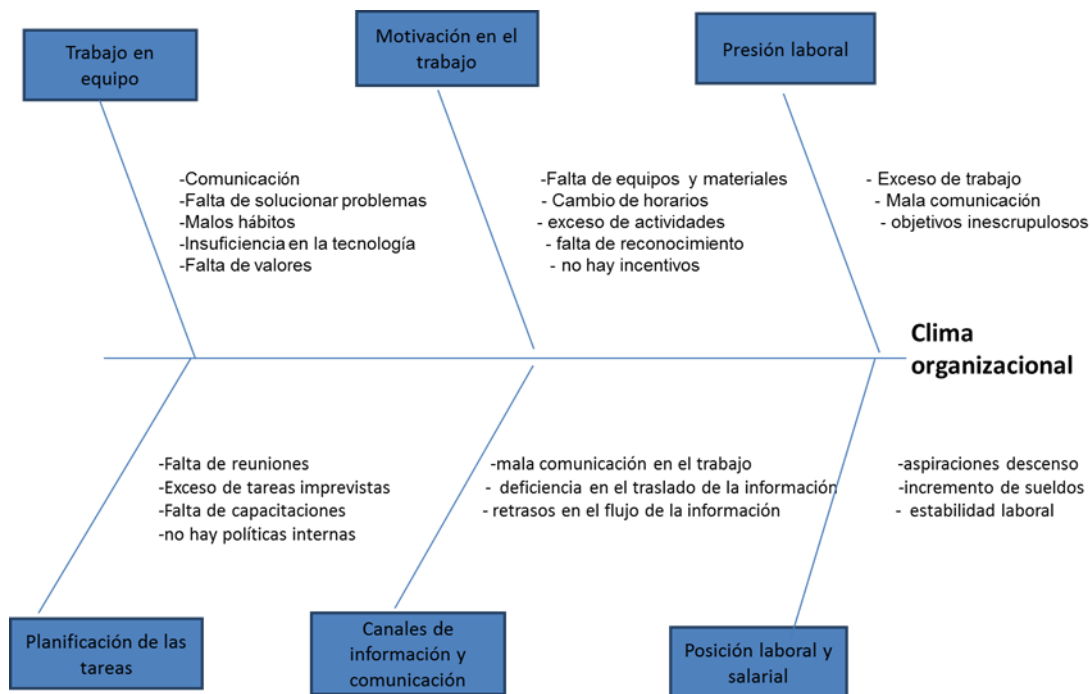 Trabajo en
equipo
Motivación en el
trabajo
Presión laboral
-Comunicación
-Falta de solucionar problemas
-Malos hábitos
-Insuficiencia en la tecnología
-Falta de valores
-Falta de equipos y materiales
- Cambio de horarios
- exceso de actividades
- falta de reconocimiento
- no hay incentivos
- Exceso de trabajo
- Mala comunicación
- objetivos inescrupulosos
Clima
organizacional
-Falta de reuniones
-Exceso de tareas imprevistas
-Falta de capacitaciones
-no hay políticas internas
-mala comunicación en el trabajo
- deficiencia en el traslado de la información
- retrasos en el flujo de la información
-aspiraciones descenso
-incremento de sueldos
- estabilidad laboral
Planificación de las
tareas
Canales de
información y
comunicación
Posición laboral y
salarial